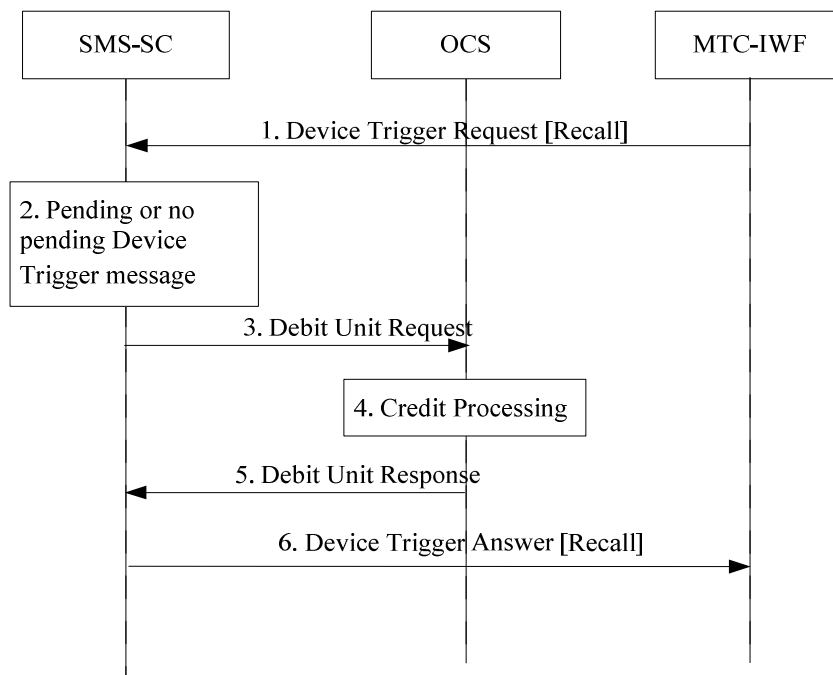 SMS-SC
OCS
MTC-IWF
1. Device Trigger Request [Recall]
2. Pending or no
pending Device
Trigger message
3. Debit Unit Request
4. Credit Processing
5. Debit Unit Response
6. Device Trigger Answer [Recall]